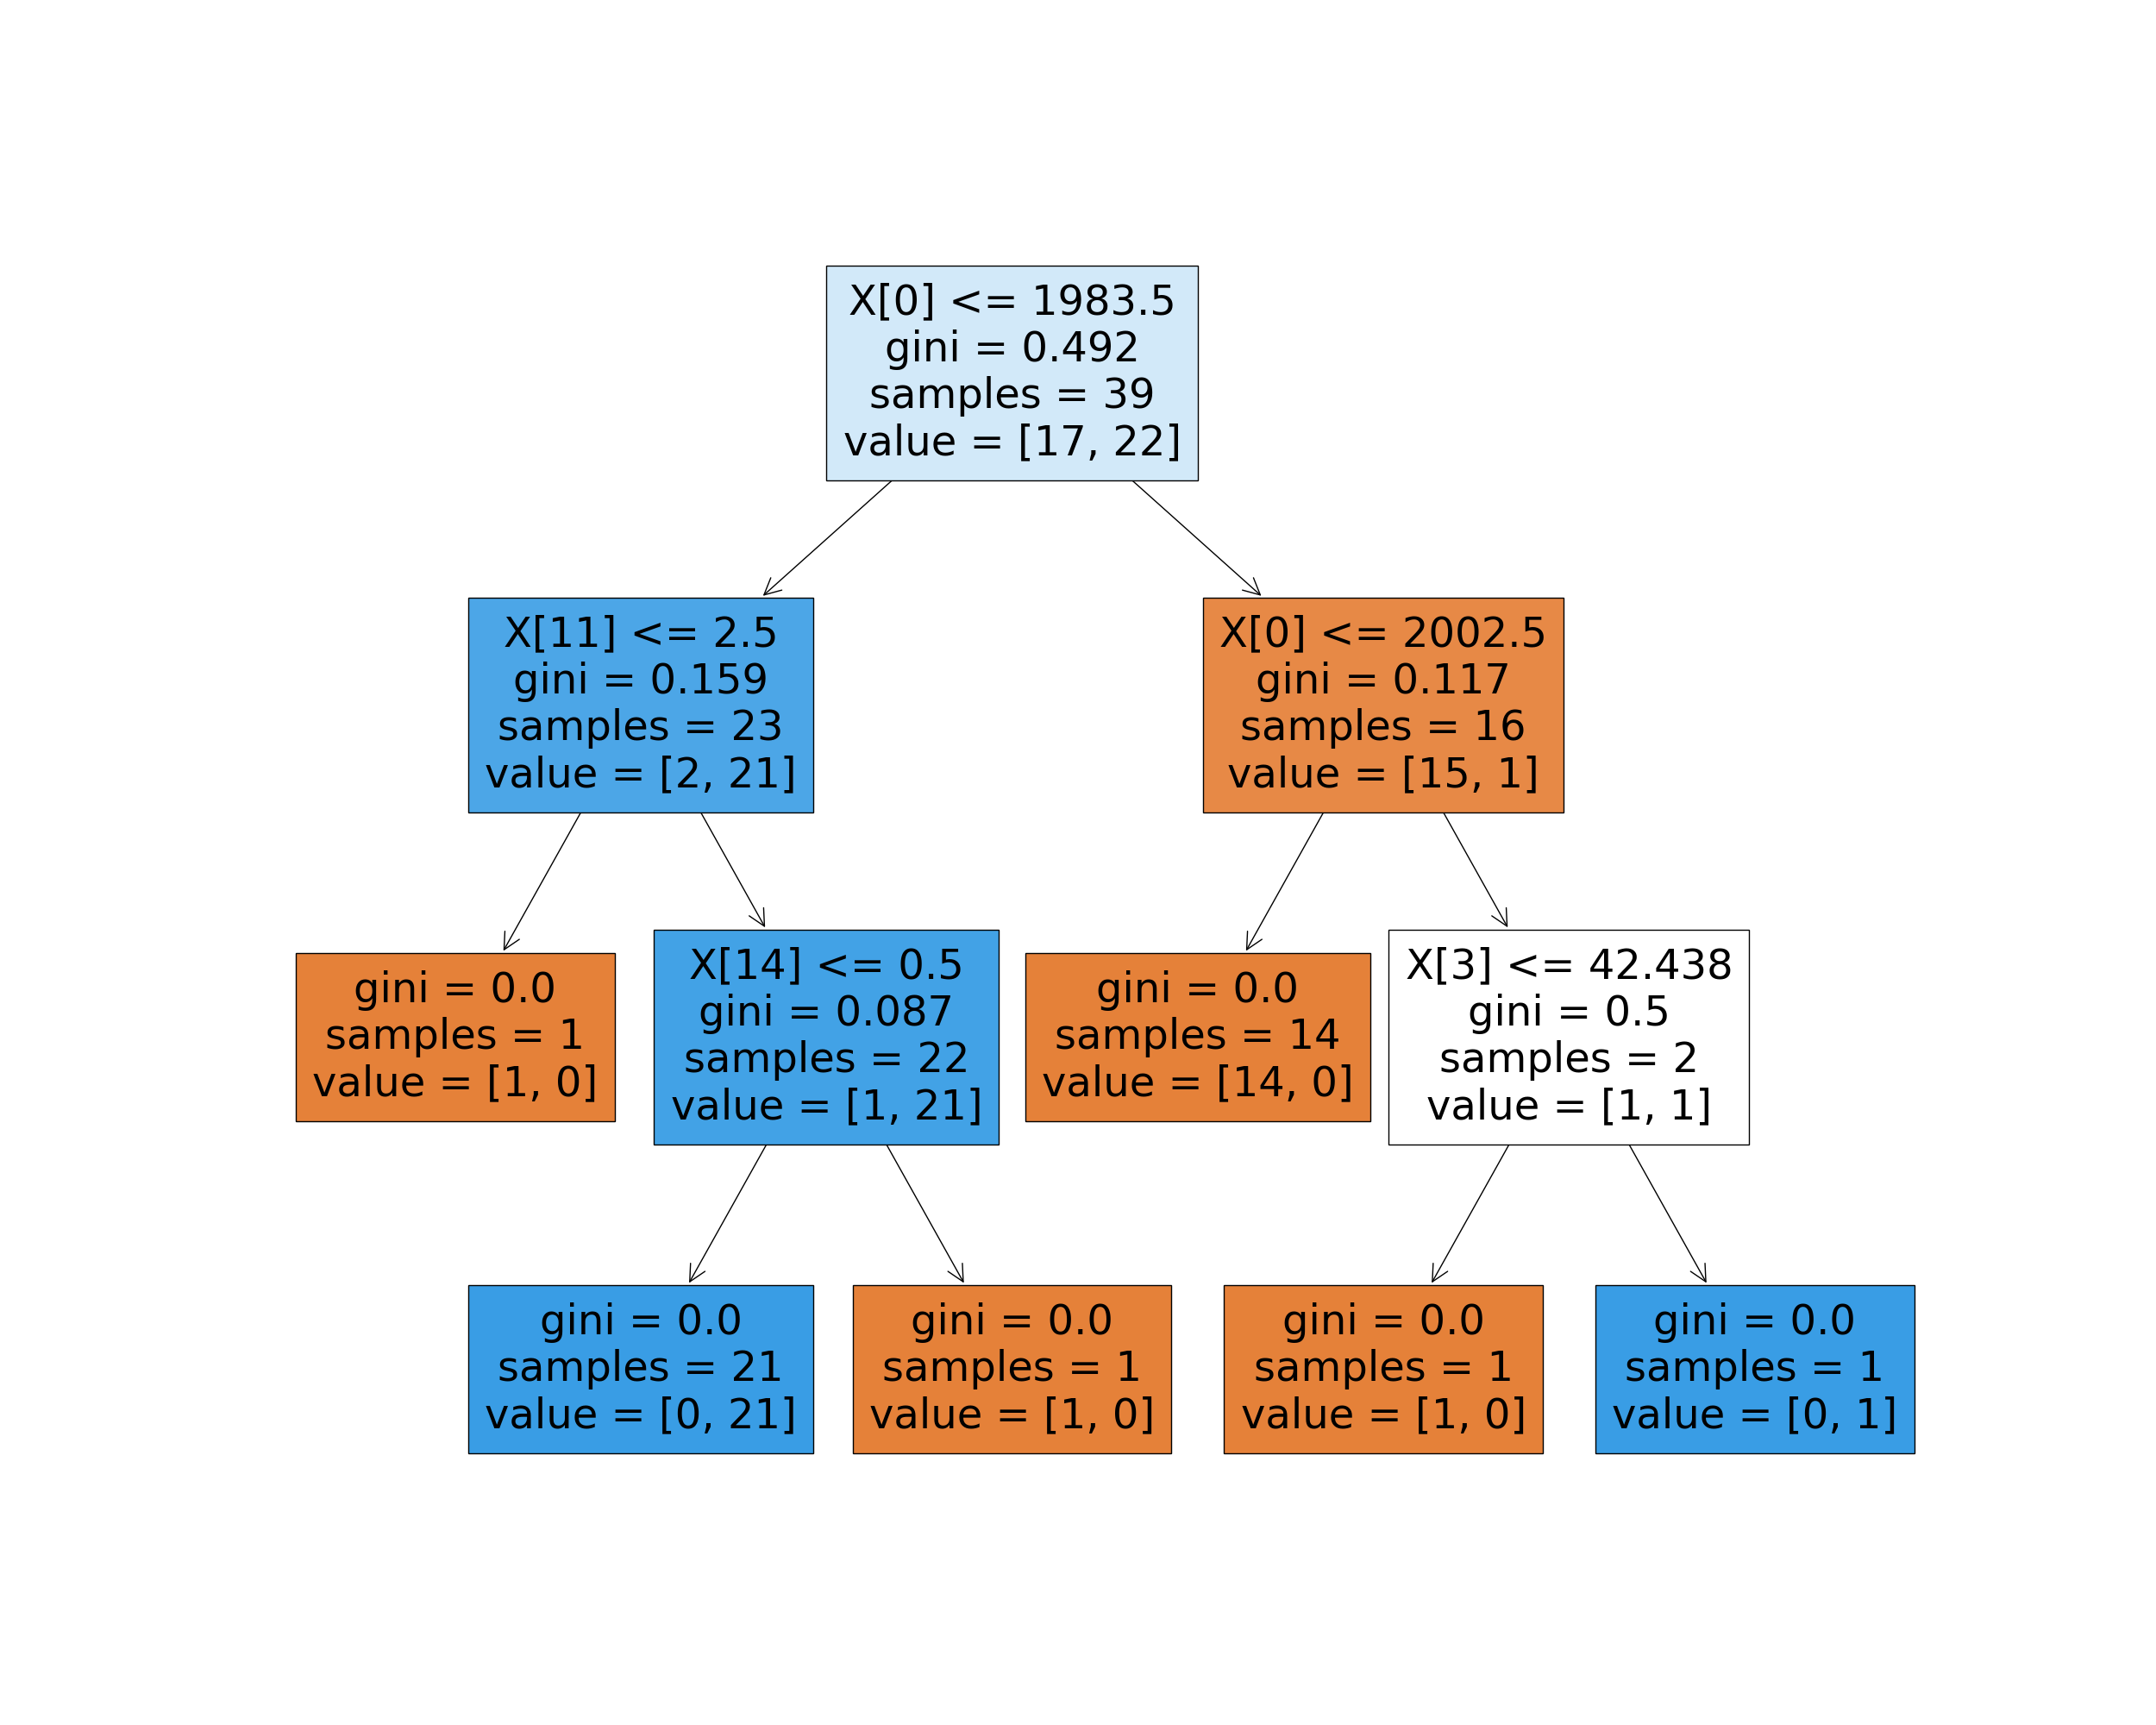 X[0] <= 1983.5
gini = 0.492
samples = 39
value = [17, 22]
X[11] <= 2.5
gini = 0.159
samples = 23
value = [2, 21]
X[0] <= 2002.5
gini = 0.117
samples = 16
value = [15, 1]
gini = 0.0
samples = 1
value = [1, 0]
X[14] <= 0.5
gini = 0.087
samples = 22
value = [1, 21]
gini = 0.0
samples = 14
value = [14, 0]
X[3] <= 42.438
gini = 0.5
samples = 2
value = [1, 1]
gini = 0.0
samples = 21
value = [0, 21]
gini = 0.0
samples = 1
value = [1, 0]
gini = 0.0
samples = 1
value = [1, 0]
gini = 0.0
samples = 1
value = [0, 1]